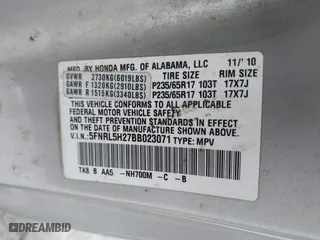 MFD. BY HONDA MFG. OF ALABAMA, LLC 11/'10
GVWR 2730KG(6019LBS) TIRE SIZE RIM SIZE
GAWR F 1320KG(2910LBS) P235/65R17 103T 17X7J
GAWR R 1515KG(3340LBS) P235/65R17 103T 17X7J
THIS VEHICLE CONFORMS TO ALL APPLICABLE
FEDERAL MOTOR VEHICLE SAFETY AND
THEFT PREVENTION STANDARDS IN EFFECT ON
THE DATE OF MANUFACTURE SHOWN ABOVE.
V.I.N.: 5FNRL5H27BB023071 TYPE: MPV
TK8 B AA5 -NH700M -C -B